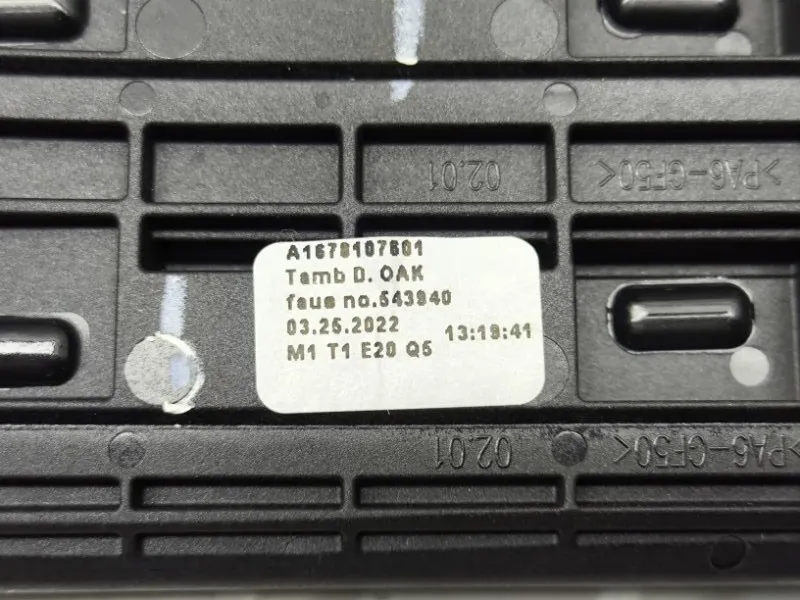 02.01 >PA6-GF50<
A1678107601
Tamb D. OAK
faus no.543940
03.25.2022 13:19:41
M1 T1 E20 Q5
02.01 >PA6-GF50<